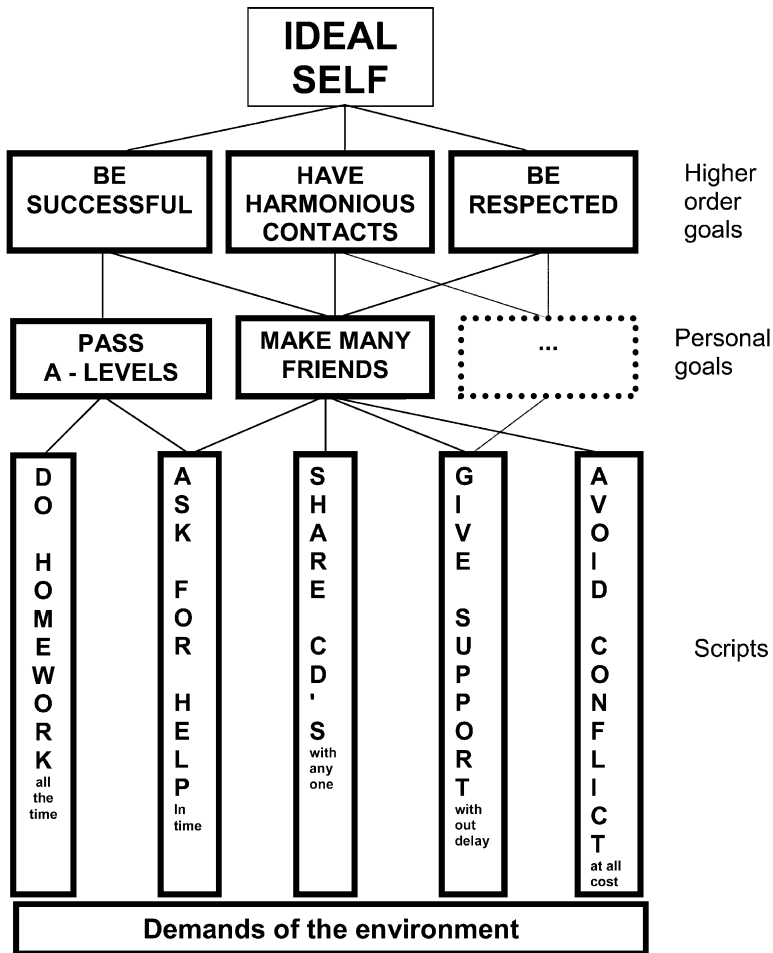 IDEAL
SELF
BE
SUCCESSFUL
HAVE
HARMONIOUS
CONTACTS
BE
RESPECTED
Higher
order
goals
PASS
A - LEVELS
MAKE MANY
FRIENDS
...
Personal
goals
DO HOMEWORK
all
the
time
ASK FOR HELP
In
time
SHARE CD'S
with
any
one
GIVE SUPPORT
with
out
delay
AVOID CONFLICT
at all
cost
Scripts
Demands of the environment